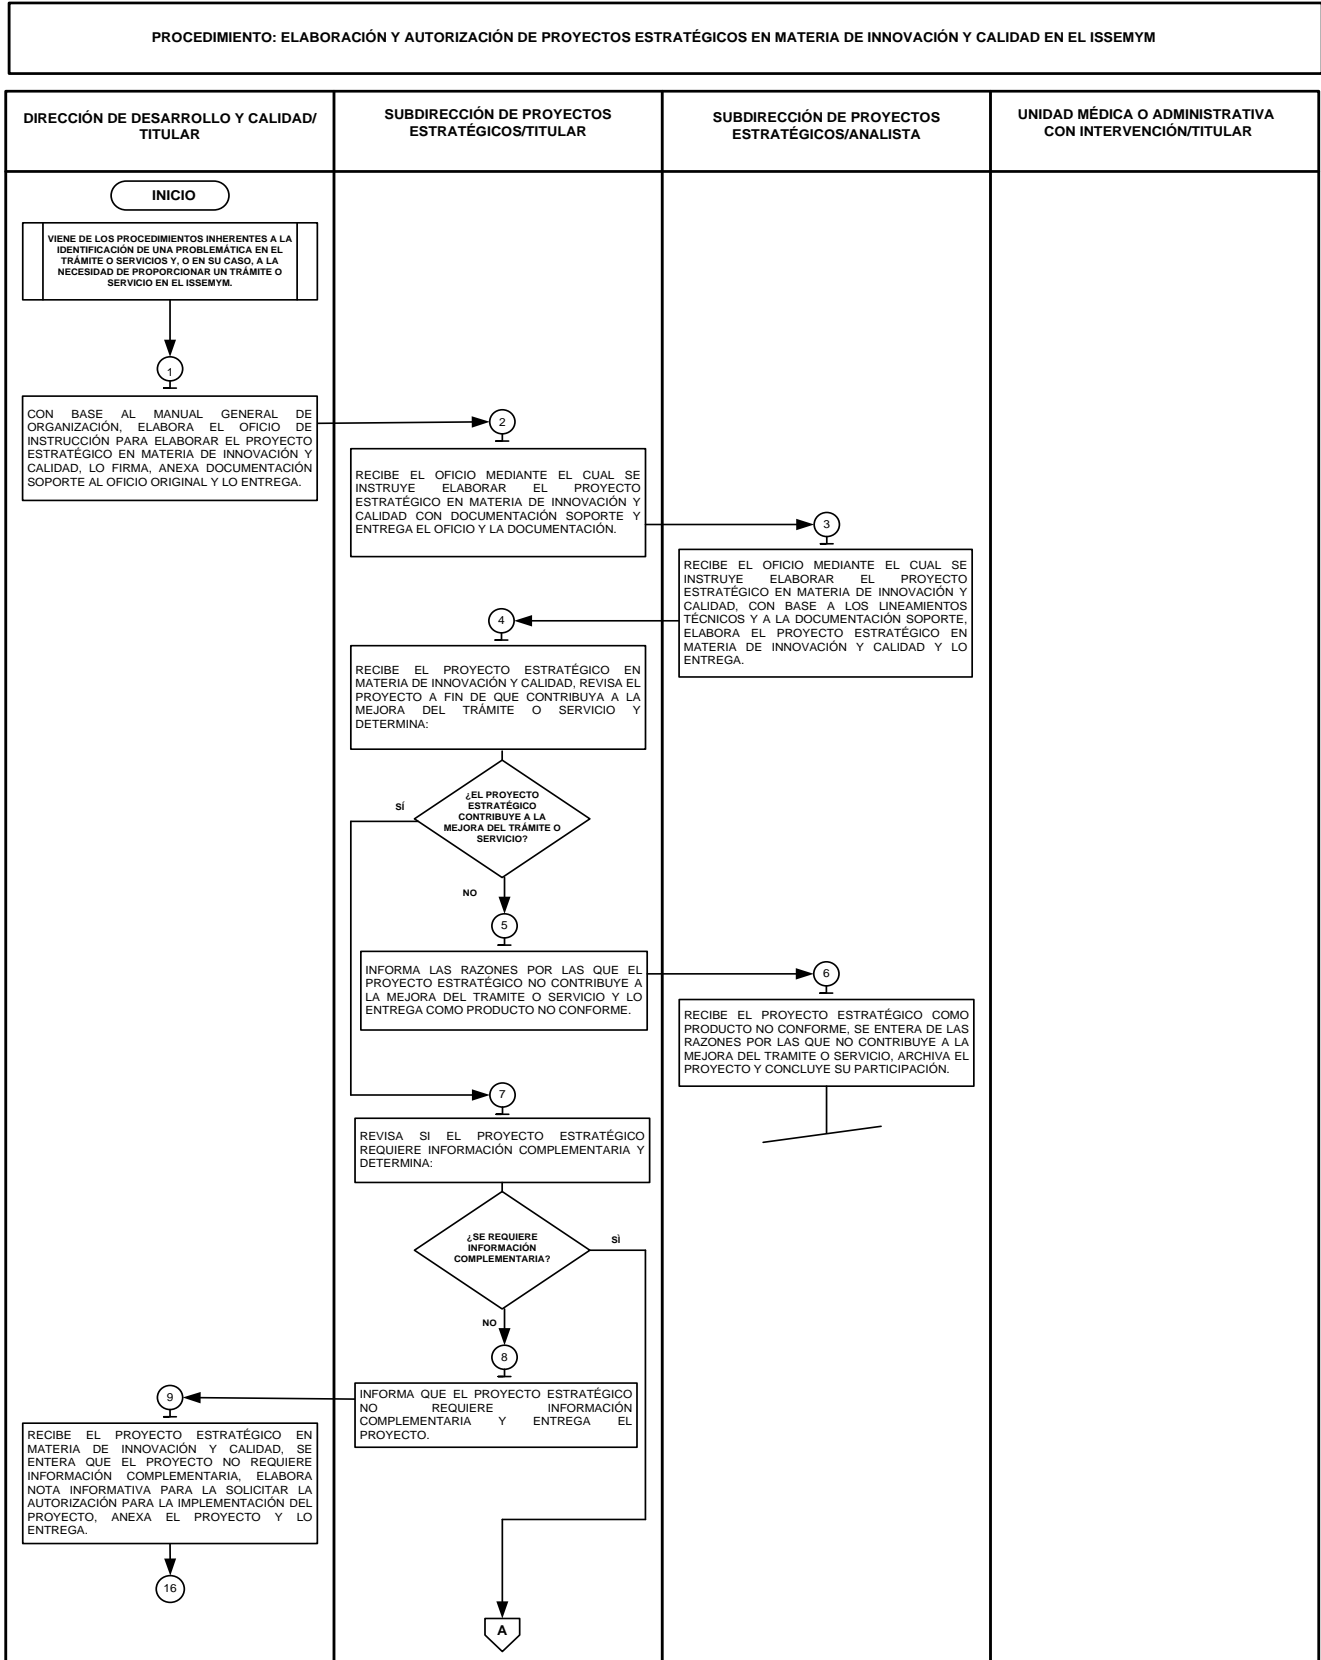 PROCEDIMIENTO: ELABORACIÓN Y AUTORIZACIÓN DE PROYECTOS ESTRATÉGICOS EN MATERIA DE INNOVACIÓN Y CALIDAD EN EL ISSEMYM
DIRECCIÓN DE DESARROLLO Y CALIDAD/
TITULAR
SUBDIRECCIÓN DE PROYECTOS
ESTRATÉGICOS/TITULAR
SUBDIRECCIÓN DE PROYECTOS
ESTRATÉGICOS/ANALISTA
UNIDAD MÉDICA O ADMINISTRATIVA
CON INTERVENCIÓN/TITULAR
INICIO
VIENE DE LOS PROCEDIMIENTOS INHERENTES A LA
IDENTIFICACIÓN DE UNA PROBLEMÁTICA EN EL
TRÁMITE O SERVICIOS Y, O EN SU CASO, A LA
NECESIDAD DE PROPORCIONAR UN TRÁMITE O
SERVICIO EN EL ISSEMYM.
1
CON BASE AL MANUAL GENERAL DE
ORGANIZACIÓN, ELABORA EL OFICIO DE
INSTRUCCIÓN PARA ELABORAR EL PROYECTO
ESTRATÉGICO EN MATERIA DE INNOVACIÓN Y
CALIDAD, LO FIRMA, ANEXA DOCUMENTACIÓN
SOPORTE AL OFICIO ORIGINAL Y LO ENTREGA.
2
RECIBE EL OFICIO MEDIANTE EL CUAL SE
INSTRUYE ELABORAR EL PROYECTO
ESTRATÉGICO EN MATERIA DE INNOVACIÓN Y
CALIDAD CON DOCUMENTACIÓN SOPORTE Y
ENTREGA EL OFICIO Y LA DOCUMENTACIÓN.
3
RECIBE EL OFICIO MEDIANTE EL CUAL SE
INSTRUYE ELABORAR EL PROYECTO
ESTRATÉGICO EN MATERIA DE INNOVACIÓN Y
CALIDAD, CON BASE A LOS LINEAMIENTOS
TÉCNICOS Y A LA DOCUMENTACIÓN SOPORTE,
ELABORA EL PROYECTO ESTRATÉGICO EN
MATERIA DE INNOVACIÓN Y CALIDAD Y LO
ENTREGA.
4
RECIBE EL PROYECTO ESTRATÉGICO EN
MATERIA DE INNOVACIÓN Y CALIDAD, REVISA EL
PROYECTO A FIN DE QUE CONTRIBUYA A LA
MEJORA DEL TRÁMITE O SERVICIO Y
DETERMINA:
¿EL PROYECTO
ESTRATÉGICO
CONTRIBUYE A LA
MEJORA DEL TRÁMITE O
SERVICIO?
SÍ
NO
5
INFORMA LAS RAZONES POR LAS QUE EL
PROYECTO ESTRATÉGICO NO CONTRIBUYE A
LA MEJORA DEL TRAMITE O SERVICIO Y LO
ENTREGA COMO PRODUCTO NO CONFORME.
6
RECIBE EL PROYECTO ESTRATÉGICO COMO
PRODUCTO NO CONFORME, SE ENTERA DE LAS
RAZONES POR LAS QUE NO CONTRIBUYE A LA
MEJORA DEL TRAMITE O SERVICIO, ARCHIVA EL
PROYECTO Y CONCLUYE SU PARTICIPACIÓN.
7
REVISA SI EL PROYECTO ESTRATÉGICO
REQUIERE INFORMACIÓN COMPLEMENTARIA Y
DETERMINA:
¿SE REQUIERE
INFORMACIÓN
COMPLEMENTARIA?
SÌ
NO
8
INFORMA QUE EL PROYECTO ESTRATÉGICO
NO REQUIERE INFORMACIÓN
COMPLEMENTARIA Y ENTREGA EL
PROYECTO.
9
RECIBE EL PROYECTO ESTRATÉGICO EN
MATERIA DE INNOVACIÓN Y CALIDAD, SE
ENTERA QUE EL PROYECTO NO REQUIERE
INFORMACIÓN COMPLEMENTARIA, ELABORA
NOTA INFORMATIVA PARA LA SOLICITAR LA
AUTORIZACIÓN PARA LA IMPLEMENTACIÓN DEL
PROYECTO, ANEXA EL PROYECTO Y LO
ENTREGA.
16
A